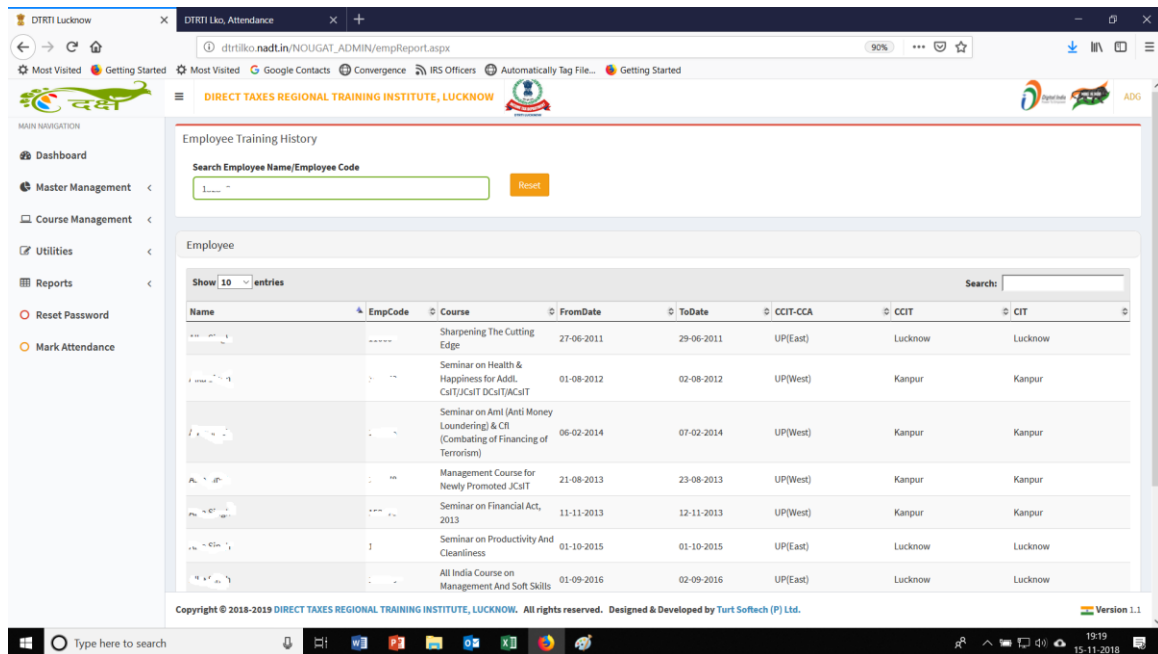 DTRTI Lucknow
DTRTI Lko, Attendance
dtrtilko.nadt.in/NOUGAT_ADMIN/empReport.aspx
90%
Most Visited Getting Started Most Visited Google Contacts Convergence IRS Officers Automatically Tag File... Getting Started
दक्ष
DIRECT TAXES REGIONAL TRAINING INSTITUTE, LUCKNOW
Digital India
ADG
MAIN NAVIGATION
Dashboard
Master Management
Course Management
Utilities
Reports
Reset Password
Mark Attendance
Employee Training History
Search Employee Name/Employee Code
Reset
Employee
Show 10 entries
Search:
Name EmpCode Course FromDate ToDate CCIT-CCA CCIT CIT
Sharpening The Cutting
Edge
27-06-2011 29-06-2011 UP(East) Lucknow Lucknow
Seminar on Health &
Happiness for Addl.
CsIT/JCsIT DCsIT/ACsIT
01-08-2012 02-08-2012 UP(West) Kanpur Kanpur
Seminar on Aml (Anti Money
Loundering) & Cfl
(Combating of Financing of
Terrorism)
06-02-2014 07-02-2014 UP(West) Kanpur Kanpur
Management Course for
Newly Promoted JCsIT
21-08-2013 23-08-2013 UP(West) Kanpur Kanpur
Seminar on Financial Act,
2013
11-11-2013 12-11-2013 UP(West) Kanpur Kanpur
Seminar on Productivity And
Cleanliness
01-10-2015 01-10-2015 UP(East) Lucknow Lucknow
All India Course on
Management And Soft Skills
01-09-2016 02-09-2016 UP(East) Lucknow Lucknow
Copyright © 2018-2019 DIRECT TAXES REGIONAL TRAINING INSTITUTE, LUCKNOW. All rights reserved. Designed & Developed by Turt Softech (P) Ltd.
Version 1.1
Type here to search
19:19
15-11-2018